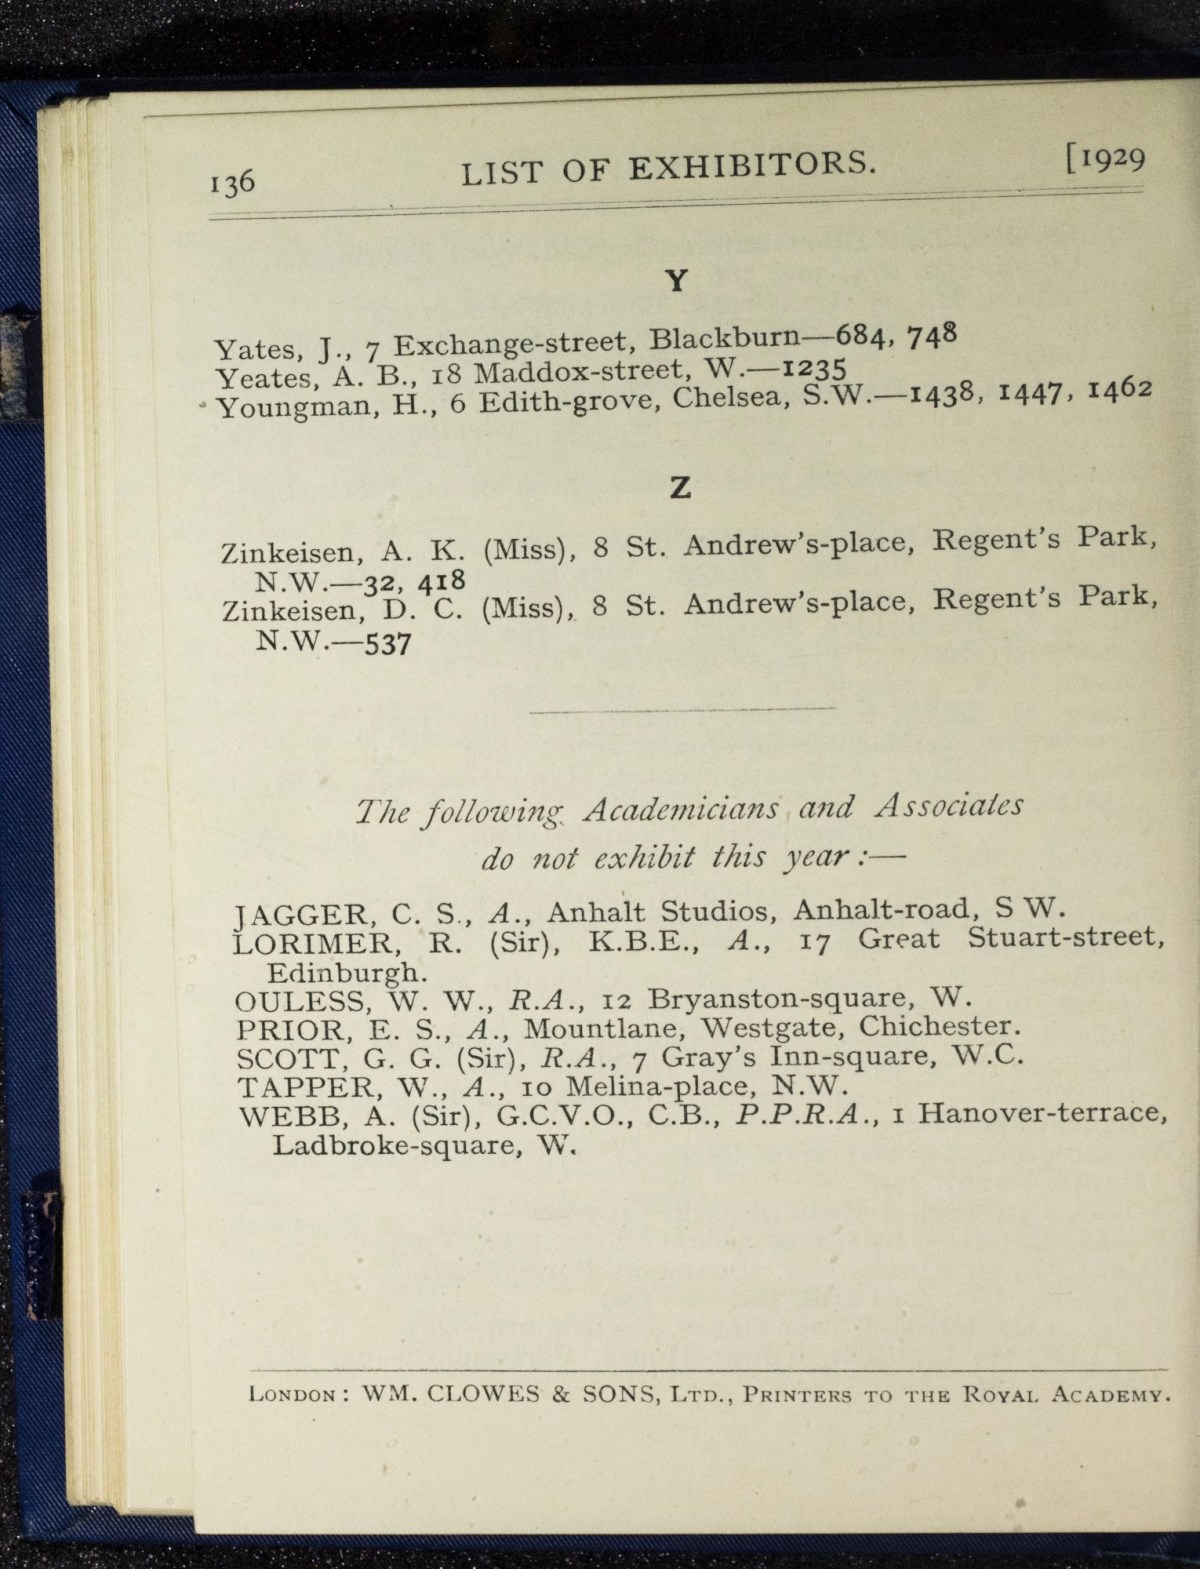 136 LIST OF EXHIBITORS. [1929
Y
Yates, J., 7 Exchange-street, Blackburn—684, 748
Yeates, A. B., 18 Maddox-street, W.—1235
Youngman, H., 6 Edith-grove, Chelsea, S.W.—1438, 1447, 1462
Z
Zinkeisen, A. K. (Miss), 8 St. Andrew's-place, Regent's Park,
N.W.—32, 418
Zinkeisen, D. C. (Miss), 8 St. Andrew's-place, Regent's Park,
N.W.—537
The following Academicians and Associates
do not exhibit this year :—
JAGGER, C. S., A., Anhalt Studios, Anhalt-road, S W.
LORIMER, R. (Sir), K.B.E., A., 17 Great Stuart-street,
Edinburgh.
OULESS, W. W., R.A., 12 Bryanston-square, W.
PRIOR, E. S., A., Mountlane, Westgate, Chichester.
SCOTT, G. G. (Sir), R.A., 7 Gray's Inn-square, W.C.
TAPPER, W., A., 10 Melina-place, N.W.
WEBB, A. (Sir), G.C.V.O., C.B., P.P.R.A., 1 Hanover-terrace,
Ladbroke-square, W.
LONDON: WM. CLOWES & SONS, LTD., PRINTERS TO THE ROYAL ACADEMY.